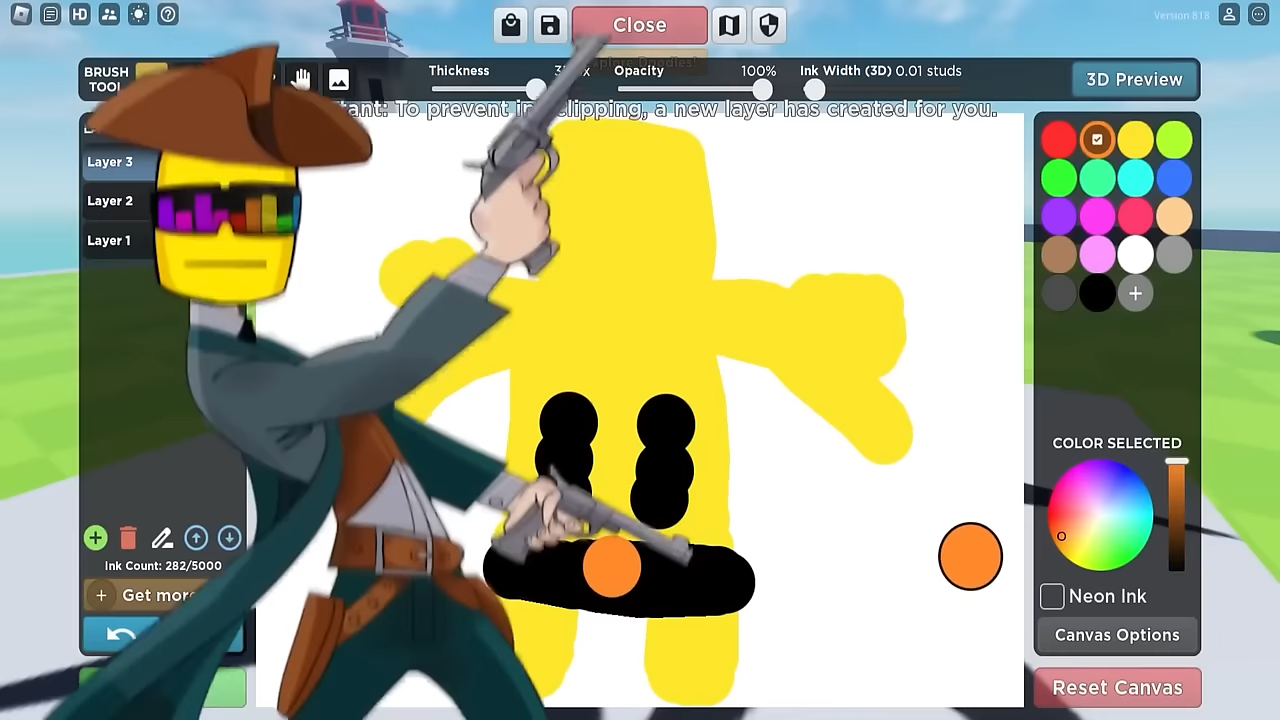 HD
Close
Version 818
BRUSH
TOOL
Thickness
Opacity
100%
Ink Width (3D) 0.01 studs
3D Preview
To prevent clipping, a new layer has created for you.
Layer 3
Layer 2
Layer 1
Ink Count: 282/5000
+ Get more
COLOR SELECTED
Neon Ink
Canvas Options
Reset Canvas